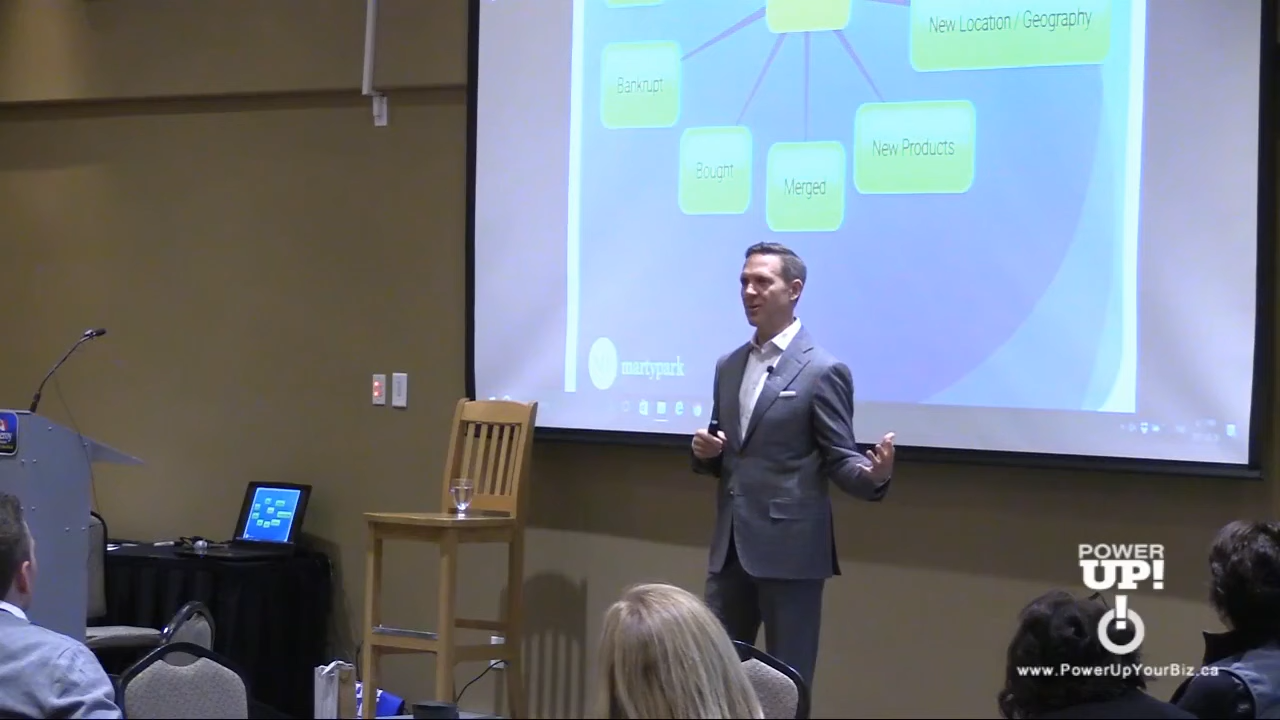 New Location / Geography
Bankrupt
New Products
Bought
Merged
martypark
POWER
UP!
www.PowerUpYourBiz.ca